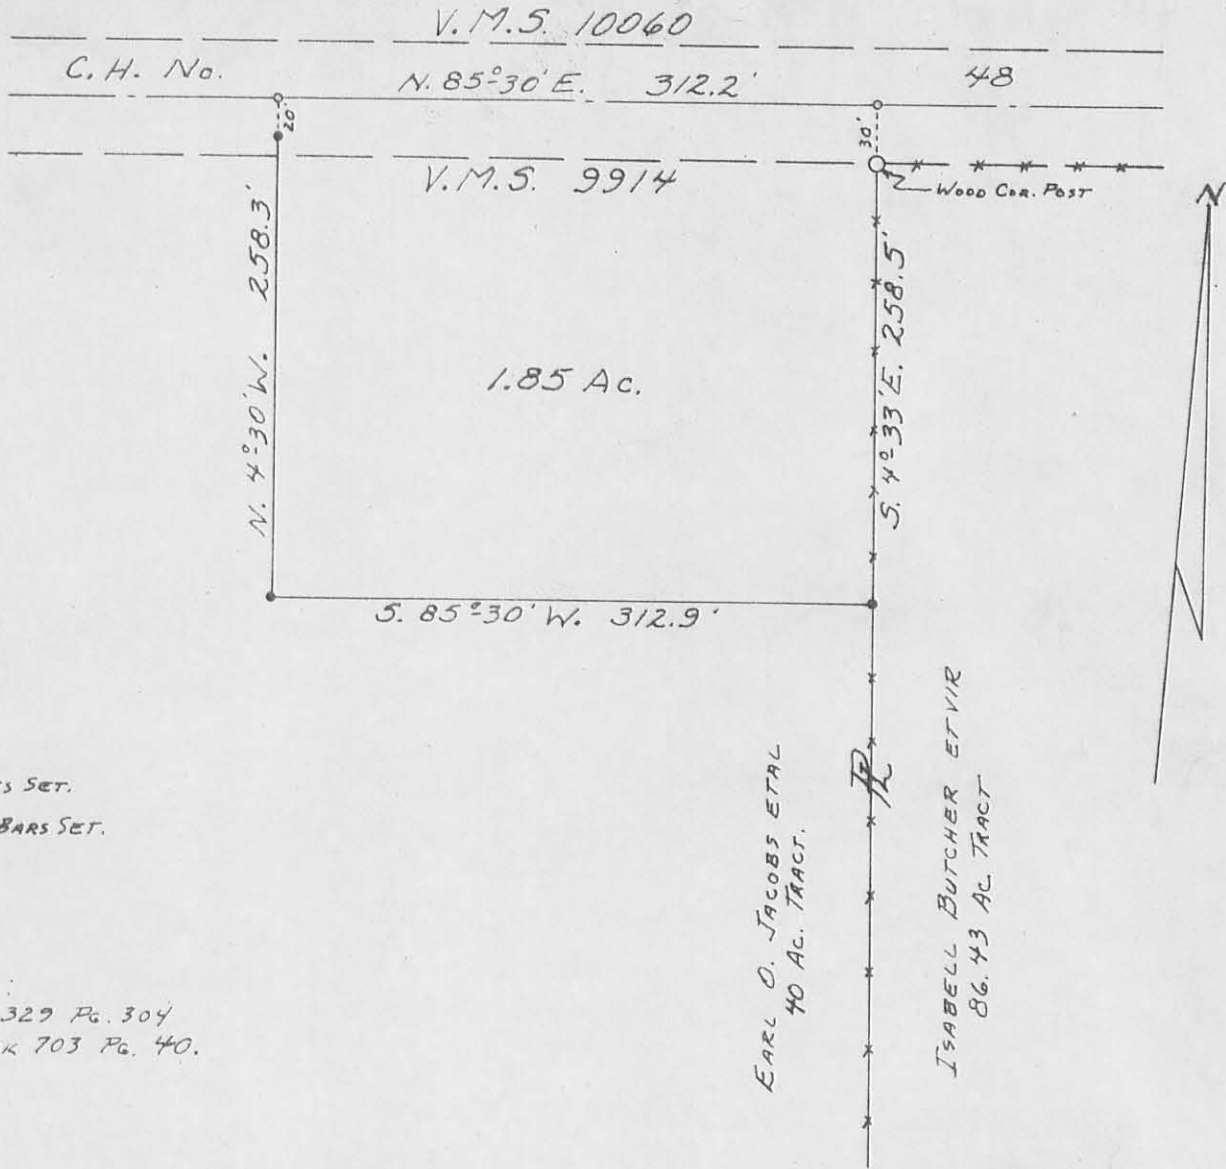 V.M.S. 10060
C.H. No. 48
N. 85°-30' E. 312.2'
20'
30'
V.M.S. 9914
WOOD COR. POST
N
N. 4°-30' W. 258.3'
S. 4°-33' E. 258.5'
1.85 Ac.
S. 85°-30' W. 312.9'
S SET.
BARS SET.
EARL O. JACOBS ETAL
40 AC. TRACT.
ISABELL BUTCHER ETVIR
86.43 AC TRACT
329 PG. 304
K 703 PG. 40.